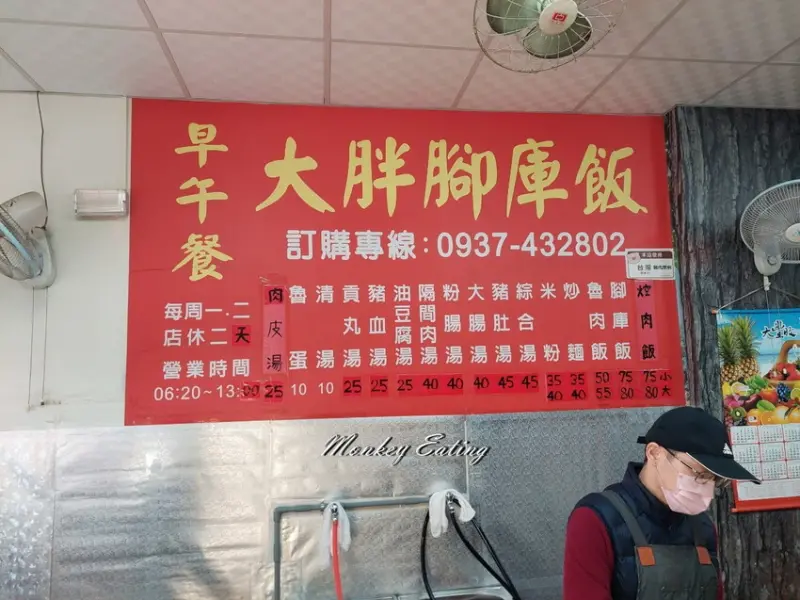 早午餐
大胖腳庫飯
訂購專線：0937-432802
每周一.二
店休二天
營業時間
06:20~13:00
肉皮湯 25
魯蛋 10
清湯 10
貢丸湯 25
豬血湯 25
油豆腐湯 25
隔間肉湯 40
粉腸湯 40
大腸湯 40
豬肚湯 45
綜合湯 45
米粉 35 40
炒麵 35 40
魯肉飯 50 55
腳庫飯 75 80
焢肉飯 75 80
小
大
台灣豬
Monkey Eating